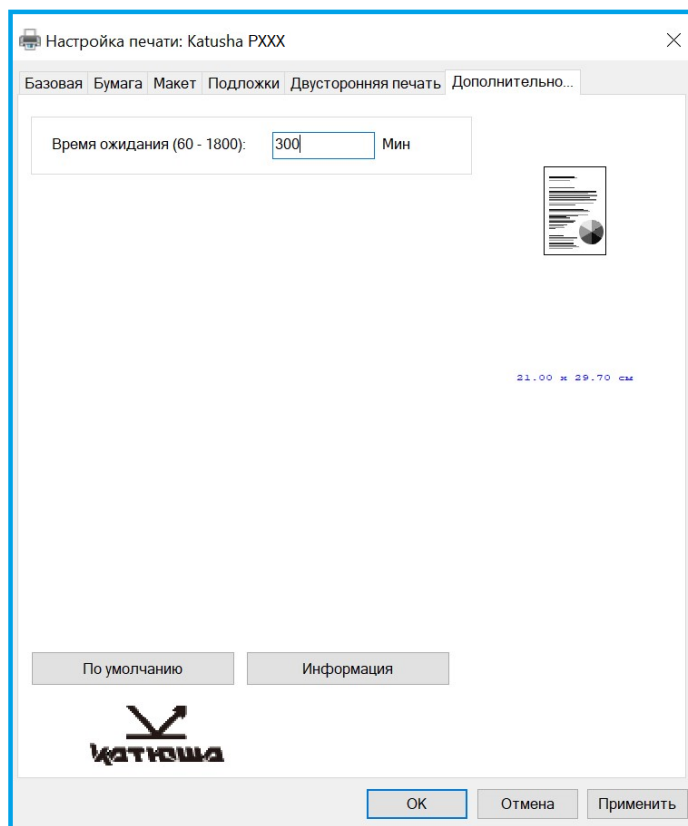 Настройка печати: Katusha PXXX
Базовая Бумага Макет Подложки Двусторонняя печать Дополнительно...
Время ожидания (60 - 1800): 300 Мин
21.00 x 29.70 см
По умолчанию Информация
катюша
OK Отмена Применить